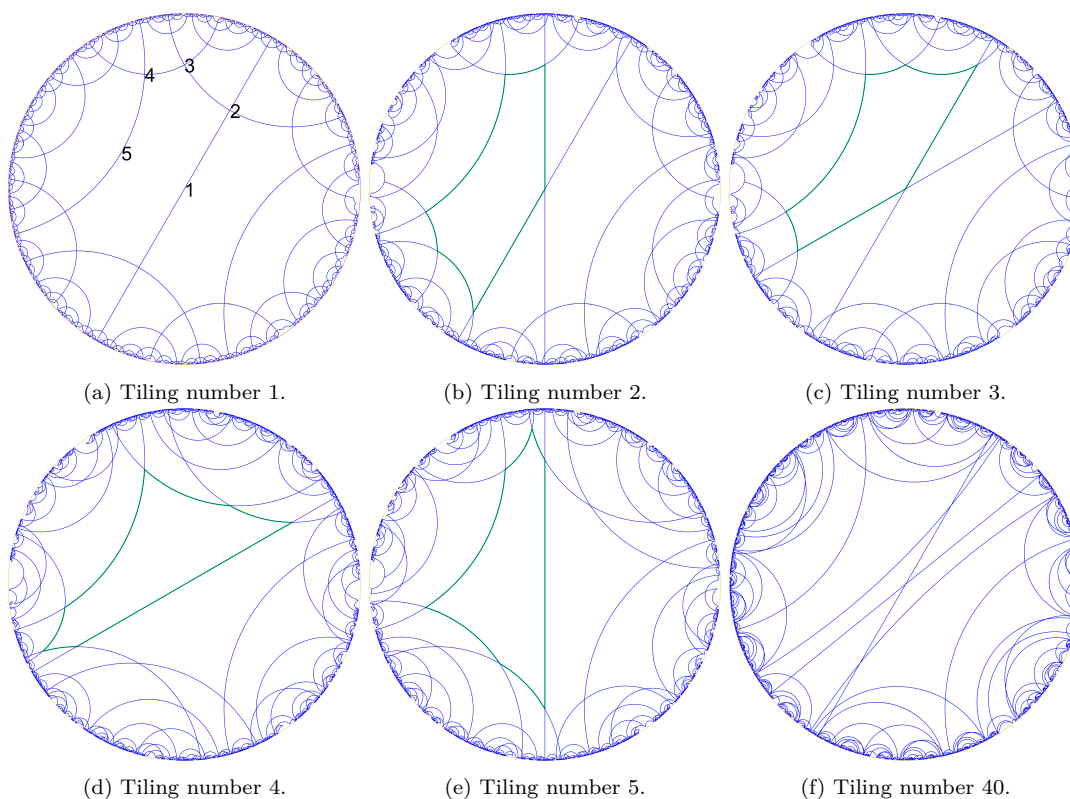 3
4
2
5
1
(a) Tiling number 1.
(b) Tiling number 2.
(c) Tiling number 3.
(d) Tiling number 4.
(e) Tiling number 5.
(f) Tiling number 40.